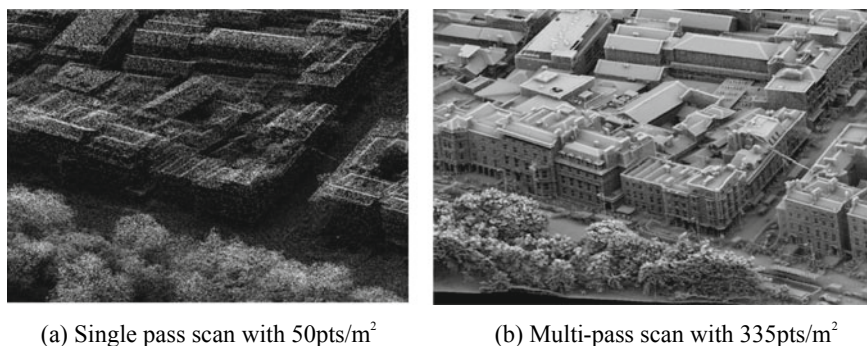 (a) Single pass scan with 50pts/m²
(b) Multi-pass scan with 335pts/m²